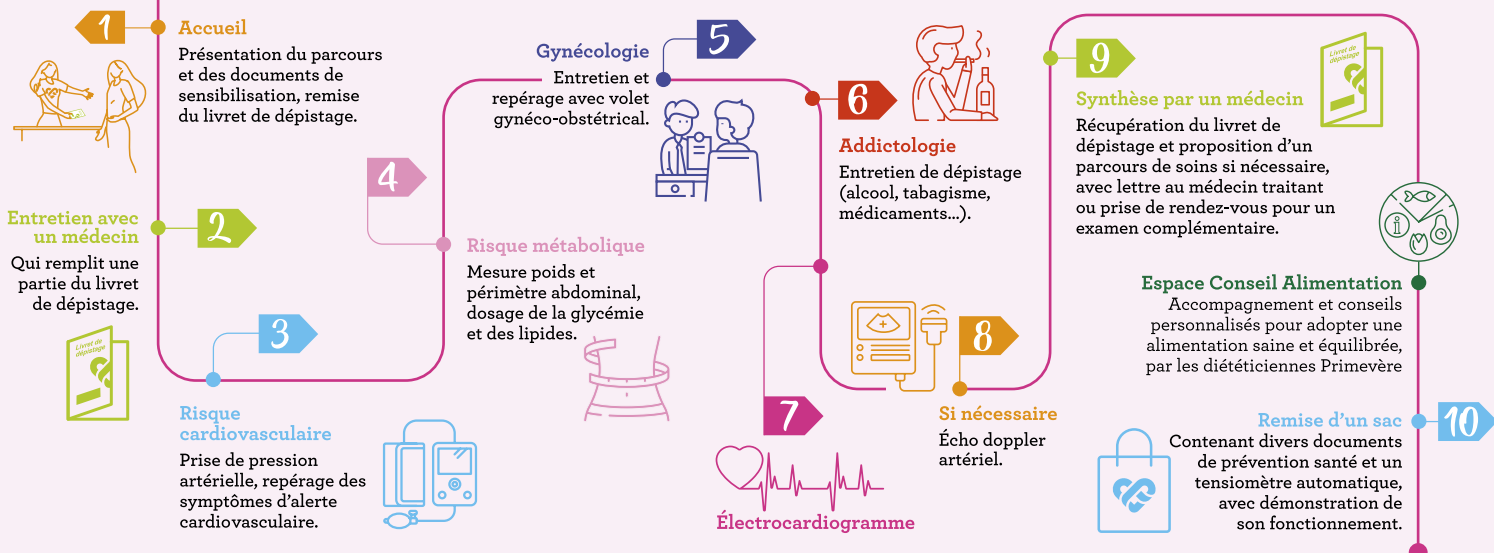 1
Accueil
Présentation du parcours
et des documents de
sensibilisation, remise
du livret de dépistage.
2
Entretien avec
un médecin
Qui remplit une
partie du livret
de dépistage.
Livret de
dépistage
3
Risque
cardiovasculaire
Prise de pression
artérielle, repérage des
symptômes d’alerte
cardiovasculaire.
4
Risque métabolique
Mesure poids et
périmètre abdominal,
dosage de la glycémie
et des lipides.
5
Gynécologie
Entretien et
repérage avec volet
gynéco-obstétrical.
6
Addictologie
Entretien de dépistage
(alcool, tabagisme,
médicaments...).
7
Électrocardiogramme
8
Si nécessaire
Écho doppler
artériel.
9
Synthèse par un médecin
Récupération du livret de
dépistage et proposition d’un
parcours de soins si nécessaire,
avec lettre au médecin traitant
ou prise de rendez-vous pour un
examen complémentaire.
Livret de
dépistage
i
Espace Conseil Alimentation
Accompagnement et conseils
personnalisés pour adopter une
alimentation saine et équilibrée,
par les diététiciennes Primevère
10
Remise d’un sac
Contenant divers documents
de prévention santé et un
tensiomètre automatique,
avec démonstration de
son fonctionnement.